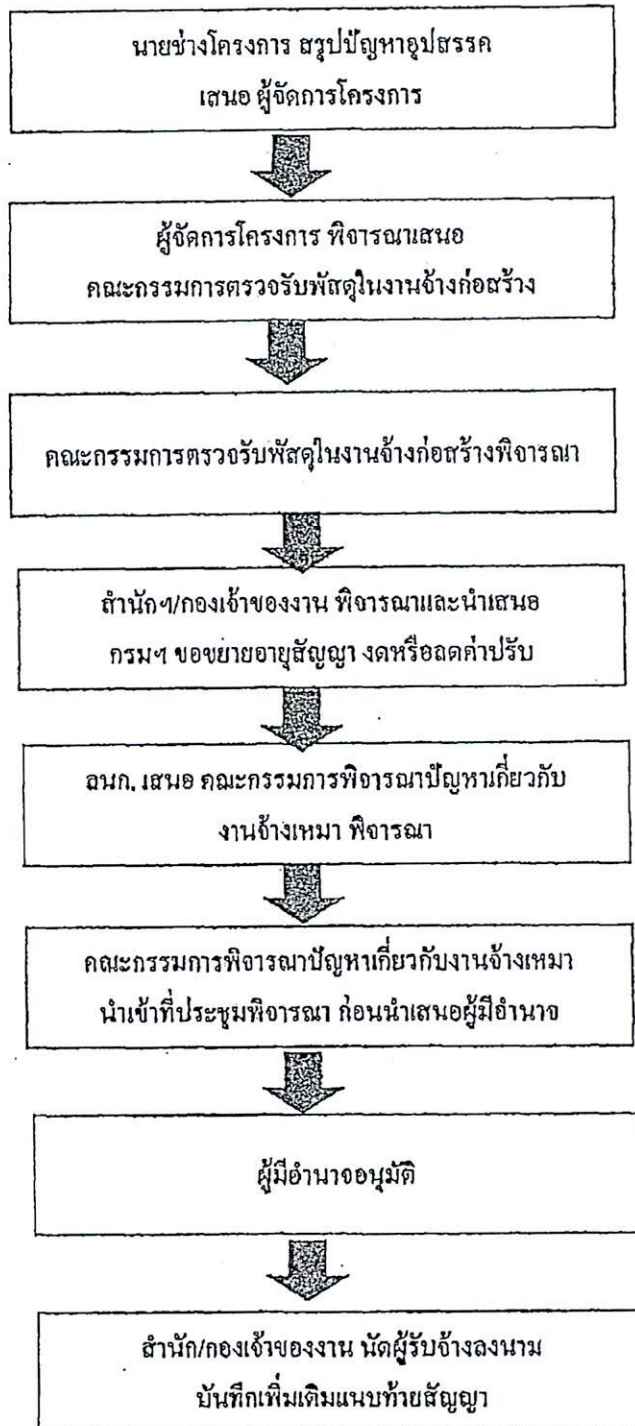 นายช่างโครงการ สรุปปัญหาอุปสรรค
เสนอ ผู้จัดการโครงการ
ผู้จัดการโครงการ พิจารณาเสนอ
คณะกรรมการตรวจรับพัสดุในงานจ้างก่อสร้าง
คณะกรรมการตรวจรับพัสดุในงานจ้างก่อสร้างพิจารณา
สำนักฯ/กองเจ้าของงาน พิจารณาและนำเสนอ
กรมฯ ขอขยายอายุสัญญา งดหรือลดค่าปรับ
ลนก. เสนอ คณะกรรมการพิจารณาปัญหาเกี่ยวกับ
งานจ้างเหมา พิจารณา
คณะกรรมการพิจารณาปัญหาเกี่ยวกับงานจ้างเหมา
นำเข้าที่ประชุมพิจารณา ก่อนนำเสนอผู้มีอำนาจ
ผู้มีอำนาจอนุมัติ
สำนัก/กองเจ้าของงาน นัดผู้รับจ้างลงนาม
บันทึกเพิ่มเติมแนบท้ายสัญญา